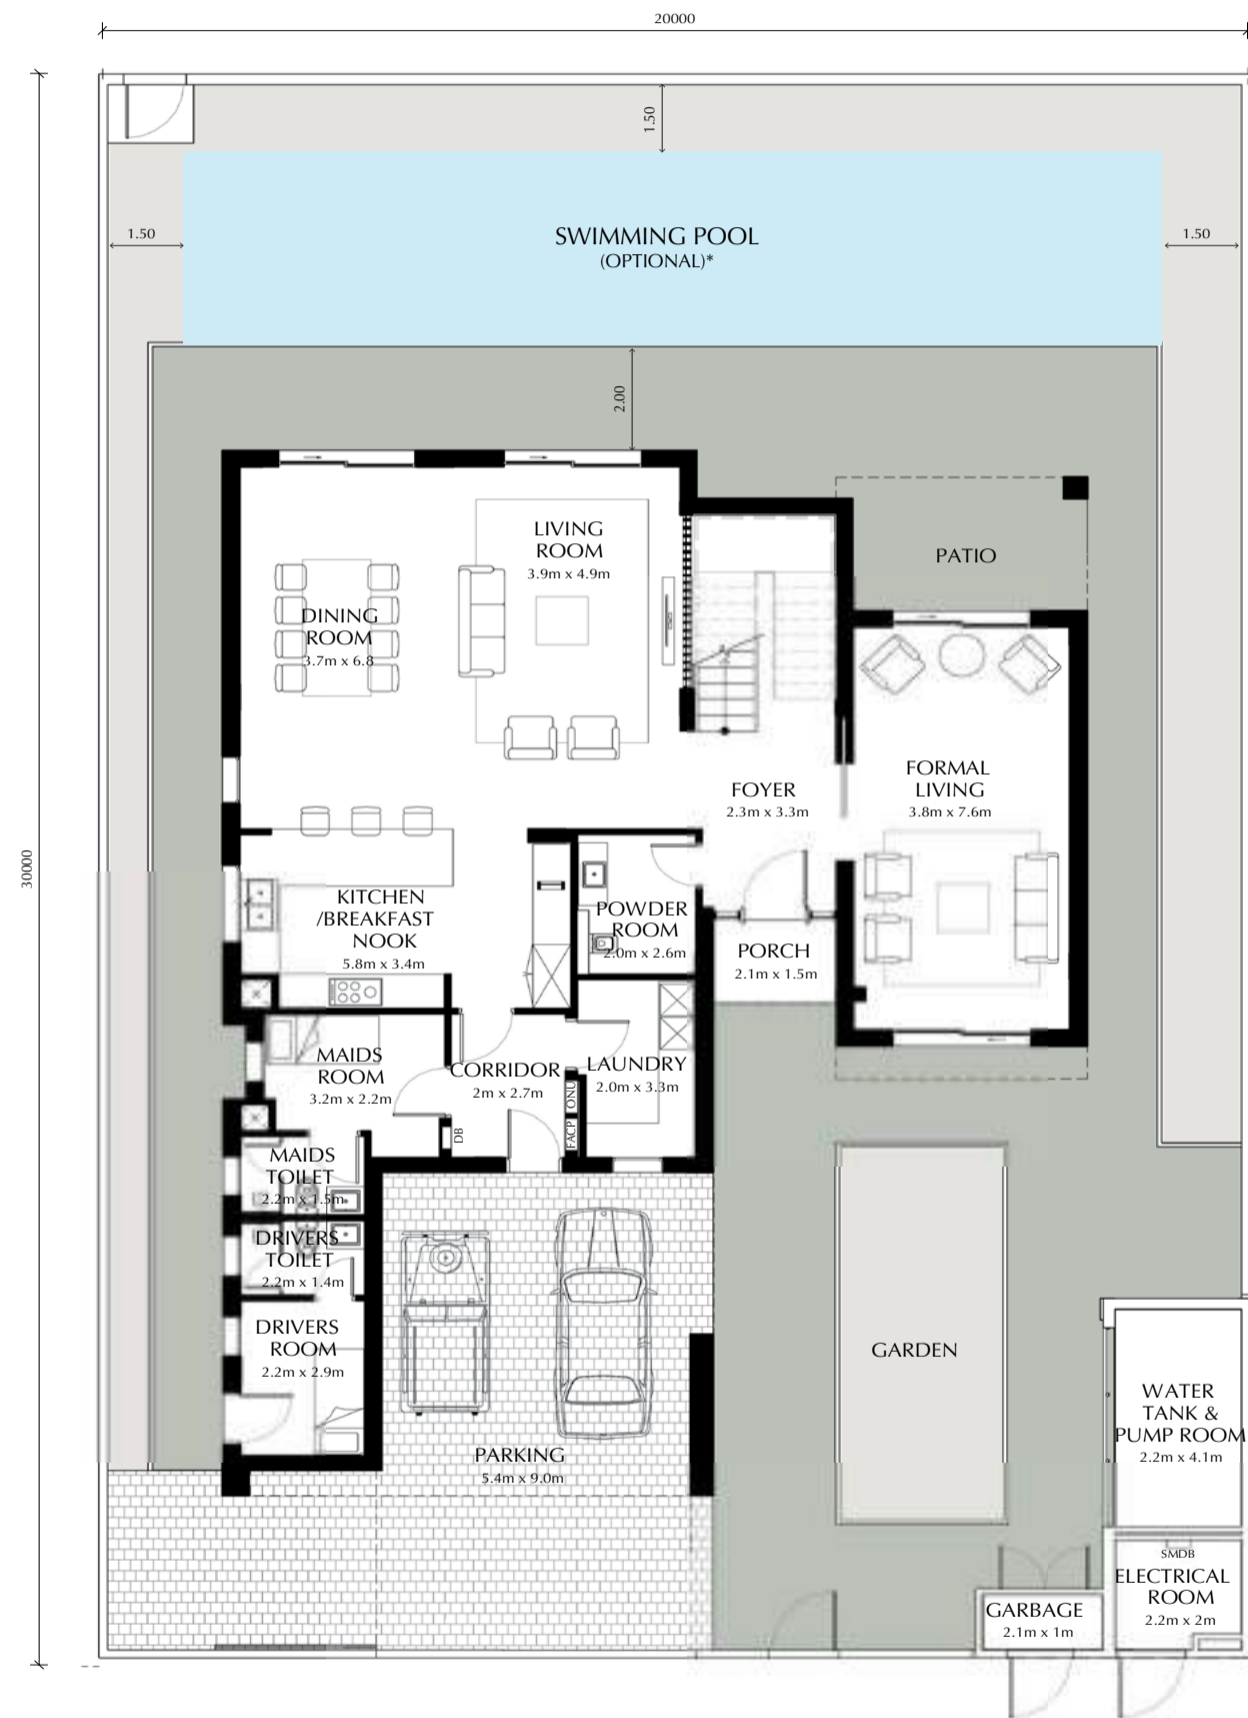 20000
1.50
SWIMMING POOL
(OPTIONAL)*
1.50
1.50
2.00
30000
LIVING
ROOM
3.9m x 4.9m
PATIO
DINING
ROOM
3.7m x 6.8
FOYER
2.3m x 3.3m
FORMAL
LIVING
3.8m x 7.6m
KITCHEN
/BREAKFAST
NOOK
5.8m x 3.4m
POWDER
ROOM
2.0m x 2.6m
PORCH
2.1m x 1.5m
MAIDS
ROOM
3.2m x 2.2m
CORRIDOR
2m x 2.7m
LAUNDRY
2.0m x 3.3m
ONU
FACP
DB
MAIDS
TOILET
2.2m x 1.5m
DRIVERS
TOILET
2.2m x 1.4m
DRIVERS
ROOM
2.2m x 2.9m
PARKING
5.4m x 9.0m
GARDEN
WATER
TANK &
PUMP ROOM
2.2m x 4.1m
SMDB
ELECTRICAL
ROOM
2.2m x 2m
GARBAGE
2.1m x 1m